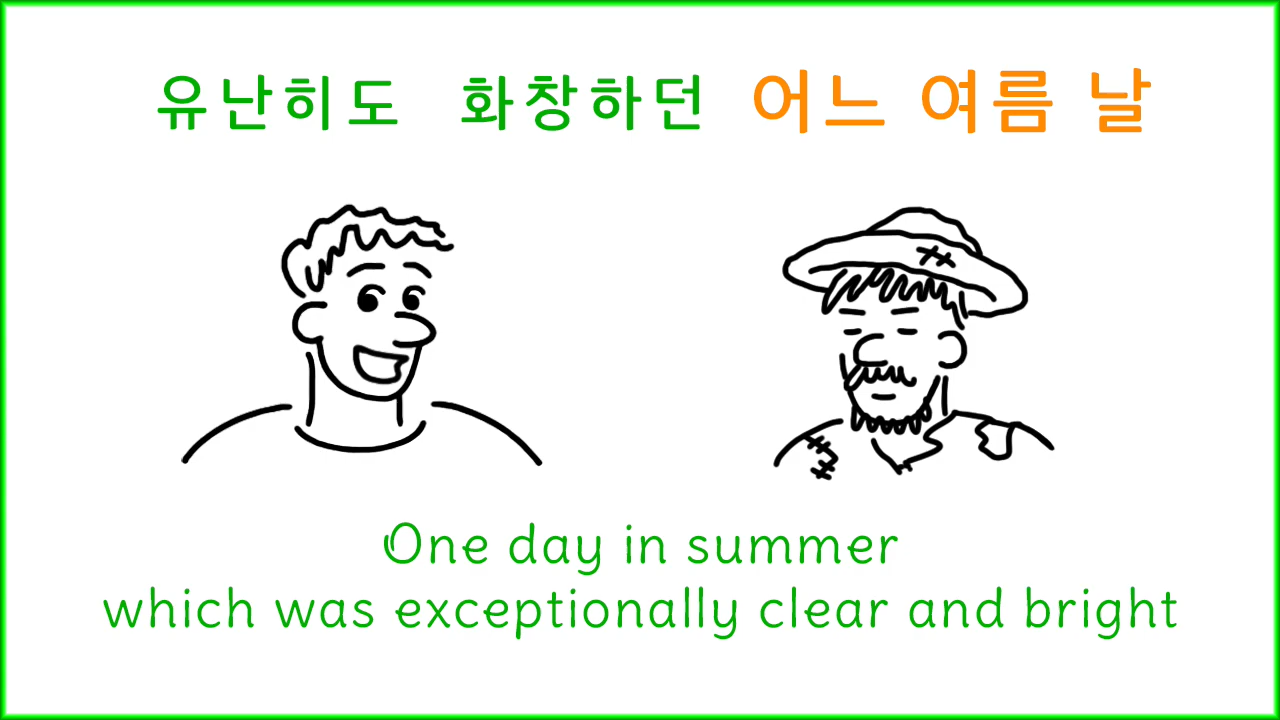 유난히도 화창하던 어느 여름 날
One day in summer
which was exceptionally clear and bright